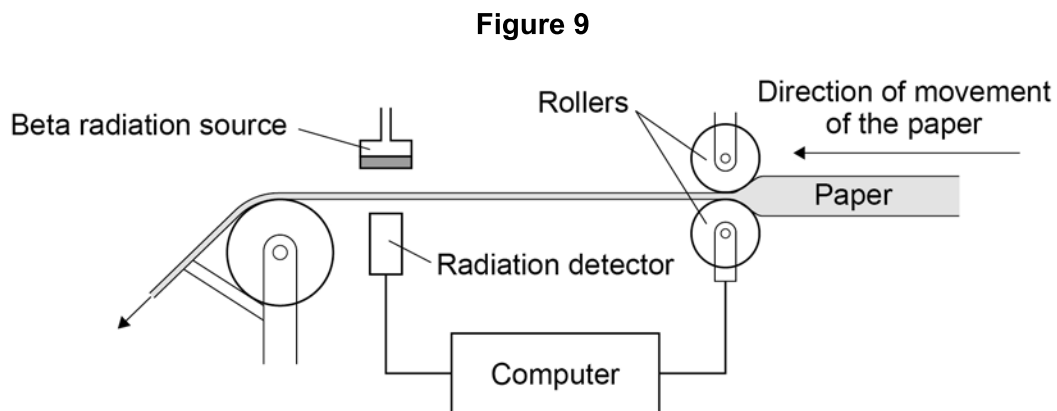 Figure 9
Beta radiation source
Rollers
Direction of movement
of the paper
Paper
Radiation detector
Computer